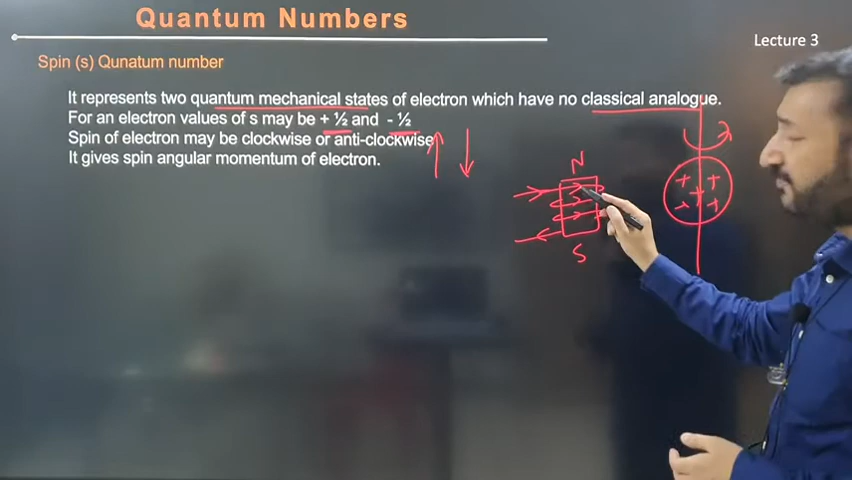 Quantum Numbers
Lecture 3
Spin (s) Qunatum number
It represents two quantum mechanical states of electron which have no classical analogue.
For an electron values of s may be + ½ and - ½
Spin of electron may be clockwise or anti-clockwise
It gives spin angular momentum of electron.
N
S
+ +
+
+ +